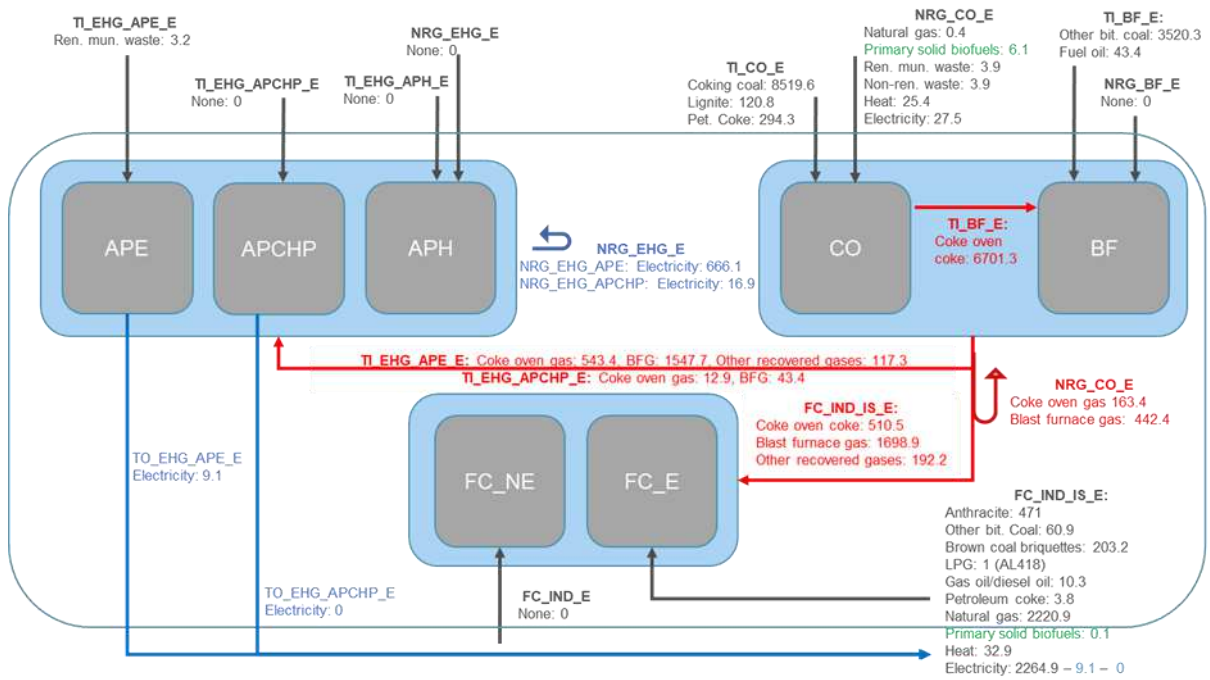 TI_EHG_APE_E
Ren. mun. waste: 3.2
TI_EHG_APCHP_E
None: 0
NRG_EHG_E
None: 0
TI_EHG_APH_E
None: 0
TI_CO_E
Coking coal: 8519.6
Lignite: 120.8
Pet. Coke: 294.3
NRG_CO_E
Natural gas: 0.4
Primary solid biofuels: 6.1
Ren. mun. waste: 3.9
Non-ren. waste: 3.9
Heat: 25.4
Electricity: 27.5
TI_BF_E:
Other bit. coal: 3520.3
Fuel oil: 43.4
NRG_BF_E
None: 0
APE
APCHP
APH
NRG_EHG_E
NRG_EHG_APE: Electricity: 666.1
NRG_EHG_APCHP: Electricity: 16.9
CO
TI_BF_E:
Coke oven
coke: 6701.3
BF
TI_EHG_APE_E: Coke oven gas: 543.4, BFG: 1547.7, Other recovered gases: 117.3
TI_EHG_APCHP_E: Coke oven gas: 12.9, BFG: 43.4
NRG_CO_E
Coke oven gas 163.4
Blast furnace gas: 442.4
FC_IND_IS_E:
Coke oven coke: 510.5
Blast furnace gas: 1698.9
Other recovered gases: 192.2
TO_EHG_APE_E
Electricity: 9.1
FC_NE
FC_E
TO_EHG_APCHP_E
Electricity: 0
FC_IND_E
None: 0
FC_IND_IS_E:
Anthracite: 471
Other bit. Coal: 60.9
Brown coal briquettes: 203.2
LPG: 1 (AL418)
Gas oil/diesel oil: 10.3
Petroleum coke: 3.8
Natural gas: 2220.9
Primary solid biofuels: 0.1
Heat: 32.9
Electricity: 2264.9 – 9.1 – 0